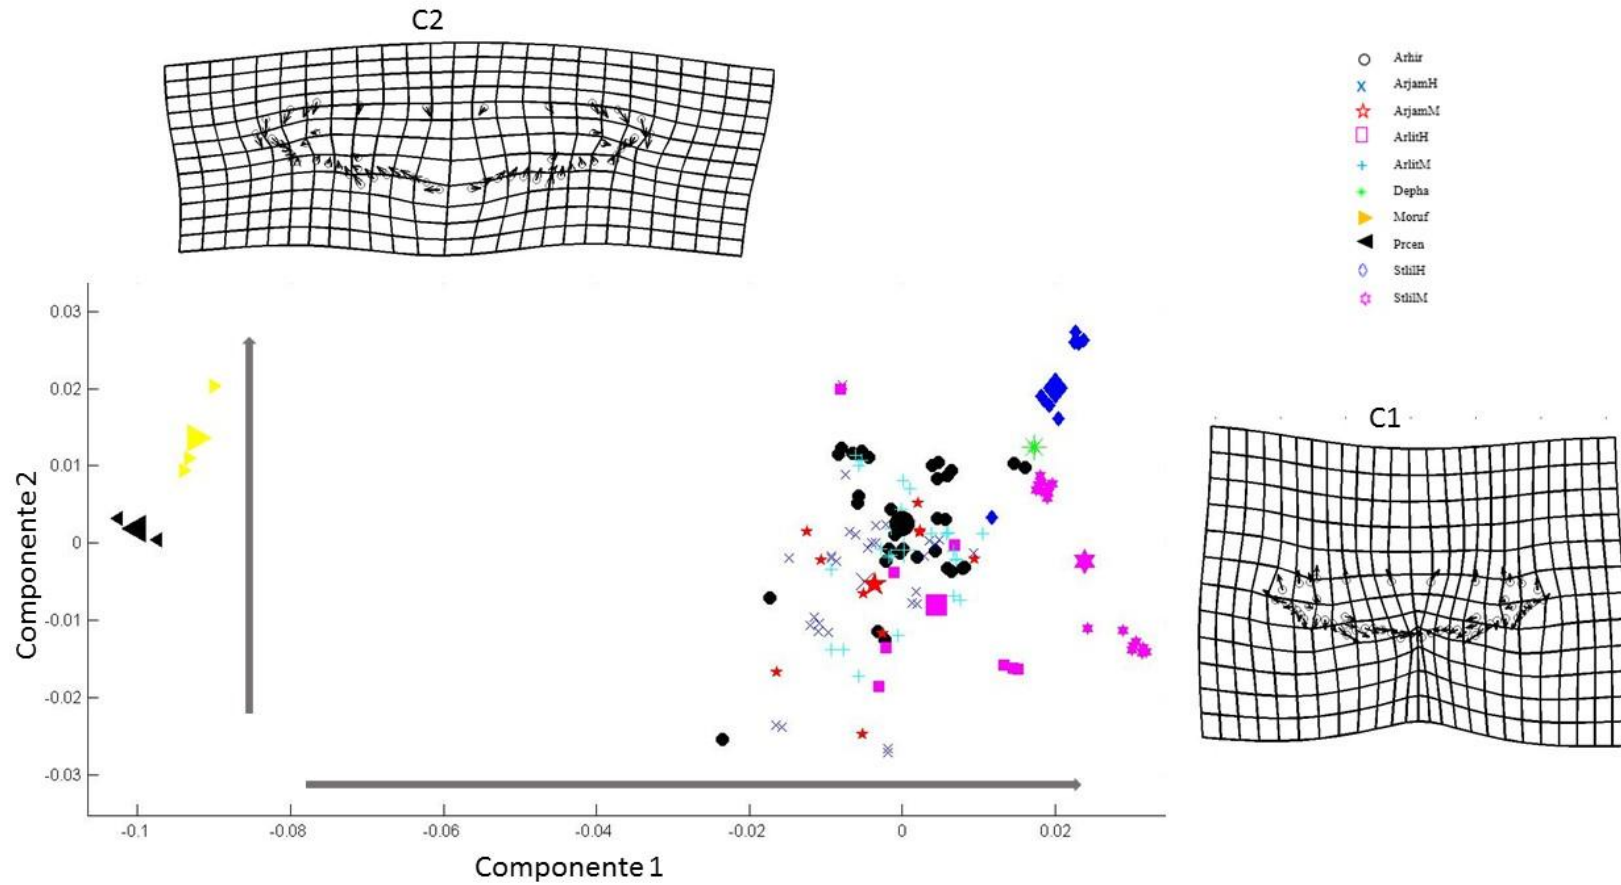 C2
Arhir
ArjamH
ArjamM
ArlitH
ArlitM
Depha
Moruf
Prcen
StlilH
StlilM
0.03
0.02
0.01
0
-0.01
-0.02
-0.03
Componente 2
C1
-0.1
-0.08
-0.06
-0.04
-0.02
0
0.02
Componente 1